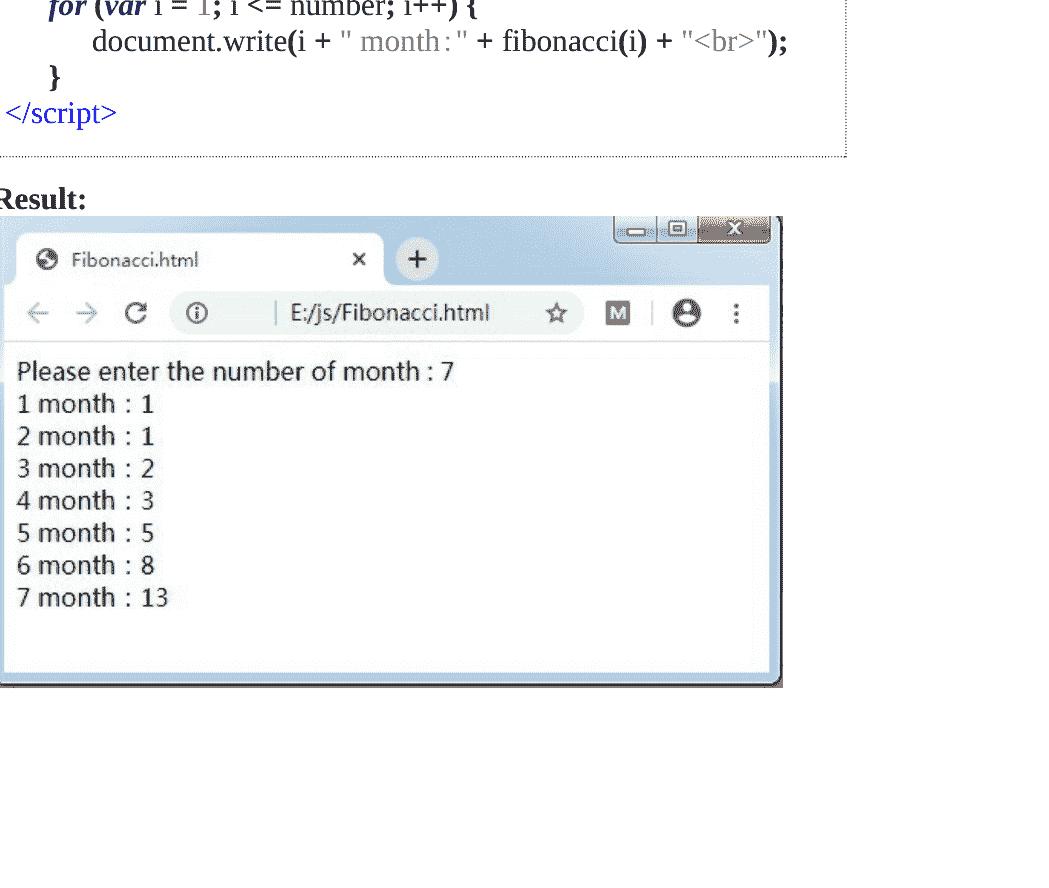 for (var i = 1; i <= number; i++) {
document.write(i + " month:" + fibonacci(i) + "<br>");
}
</script>
Result:
Fibonacci.html
E:/js/Fibonacci.html
M
Please enter the number of month : 7
1 month : 1
2 month : 1
3 month : 2
4 month : 3
5 month : 5
6 month : 8
7 month : 13